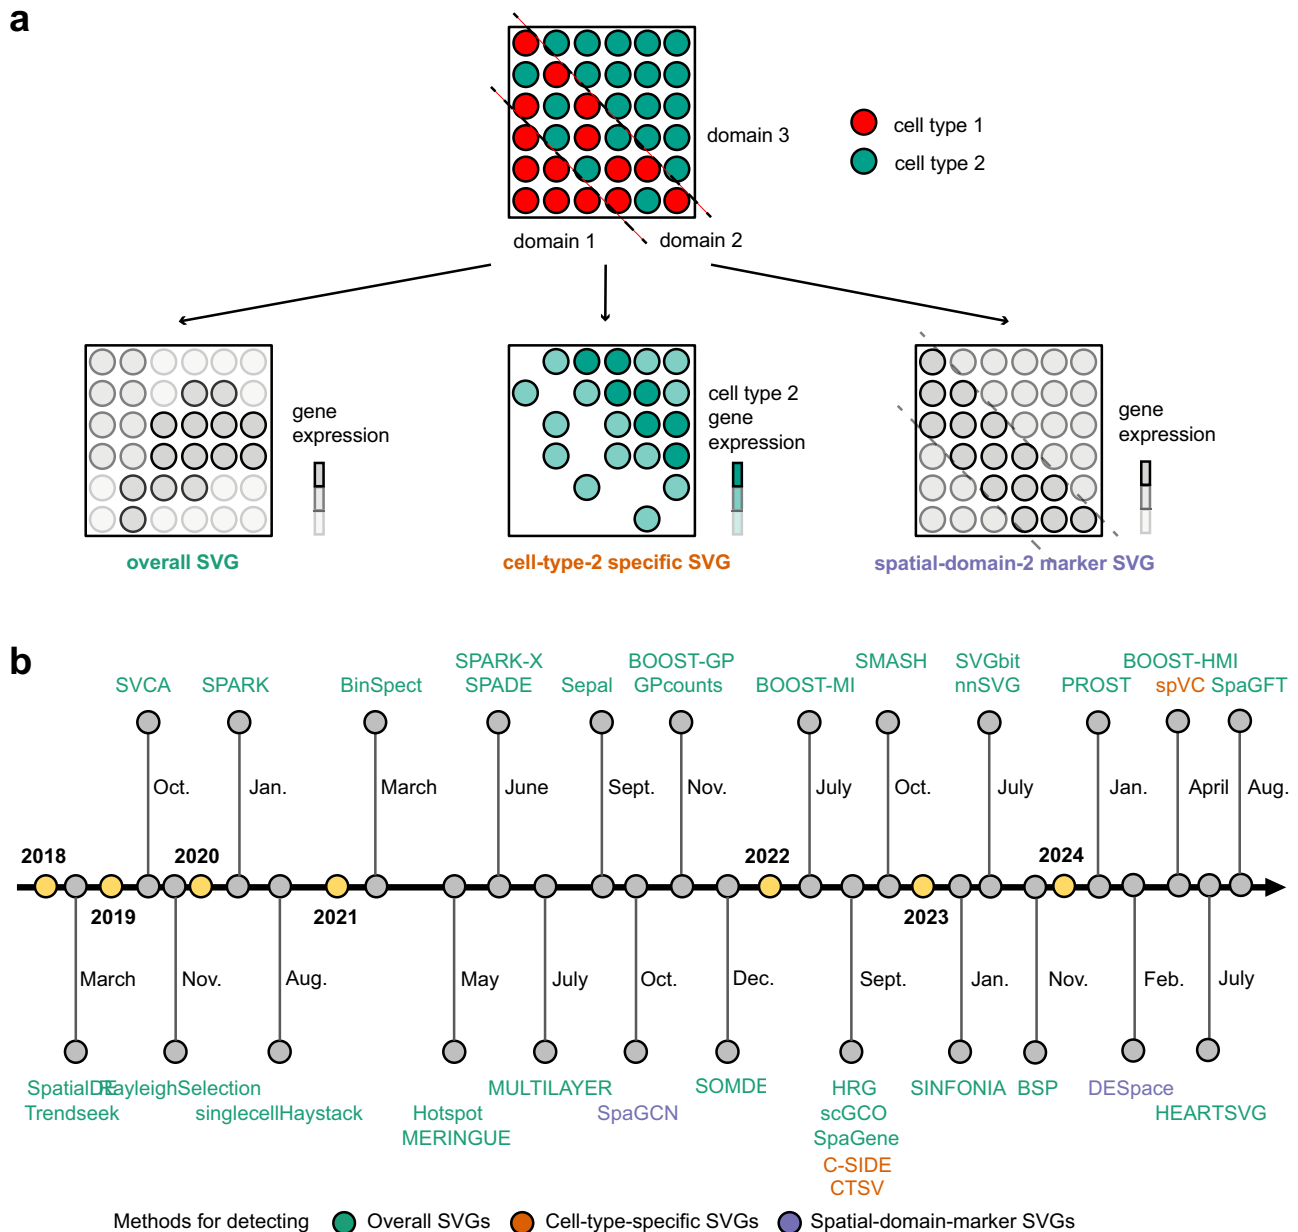 a
cell type 1
domain 3
cell type 2
domain 1
domain 2
gene
expression
cell type 2
gene
expression
gene
expression
overall SVG
cell-type-2 specific SVG
spatial-domain-2 marker SVG
b
SPARK-X
BOOST-GP
SMASH
SVGbit
BOOST-HMI
SVCA
SPARK
BinSpect
SPADE
Sepal
GPcounts
BOOST-MI
nnSVG
PROST
spVC
SpaGFT
Oct.
Jan.
March
June
Sept.
Nov.
July
Oct.
July
Jan.
April
Aug.
2018
2020
2022
2024
2019
2021
2023
March
Nov.
Aug.
May
July
Oct.
Dec.
Sept.
Jan.
Nov.
Feb.
July
SpatialDE
RayleighSelection
MULTILAYER
SOMDE
HRG
SINFONIA
BSP
DESpace
Trendseek
singlecellHaystack
Hotspot
SpaGCN
scGCO
HEARTSVG
MERINGUE
SpaGene
C-SIDE
CTSV
Methods for detecting
Overall SVGs
Cell-type-specific SVGs
Spatial-domain-marker SVGs